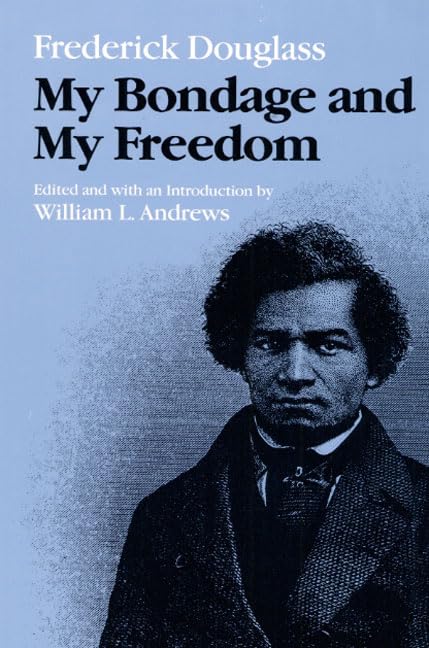 Frederick Douglass
My Bondage and
My Freedom
Edited and with an Introduction by
William L. Andrews